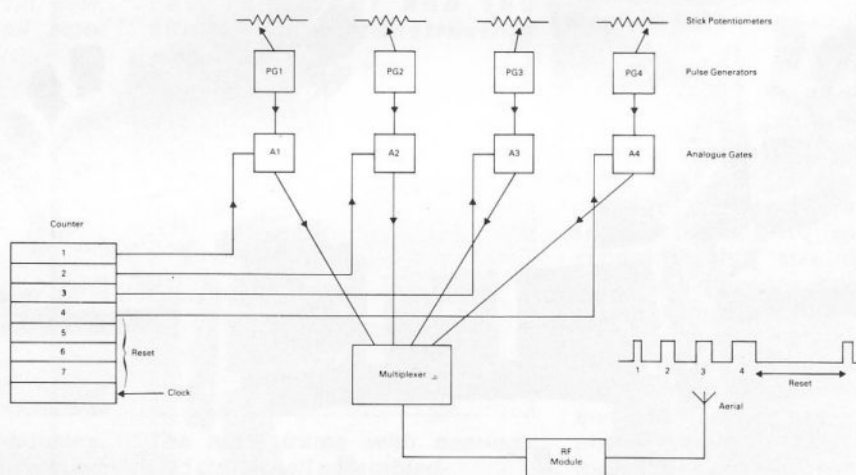 Stick Potentiometers
PG1 PG2 PG3 PG4 Pulse Generators
A1 A2 A3 A4 Analogue Gates
Counter
1
2
3
4
5
6
7
Reset
Clock
Multiplexer
1 2 3 4
Reset
Aerial
RF
Module